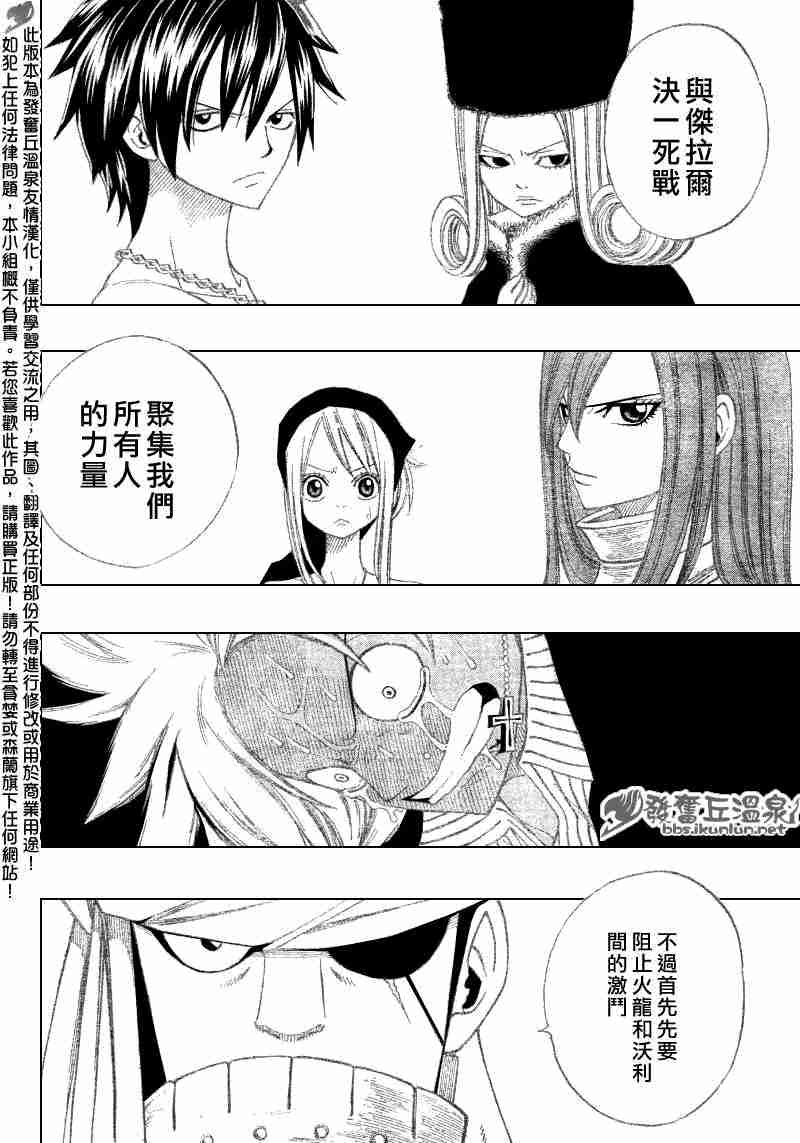 與傑拉爾
決一死戰
聚集我們
所有人
的力量
不過首先先要
阻止火龍和沃利
間的激鬥
此版本為發奮丘溫泉友情漢化，僅供學習交流之用，其圖、翻譯及任何部份不得進行修改或用於商業用途！
如犯上任何法律問題，本小組概不負責。若您喜歡此作品，請購買正版！請勿轉至貪婪或森蘭旗下任何網站！
發奮丘溫泉
bbs.ikunlun.net